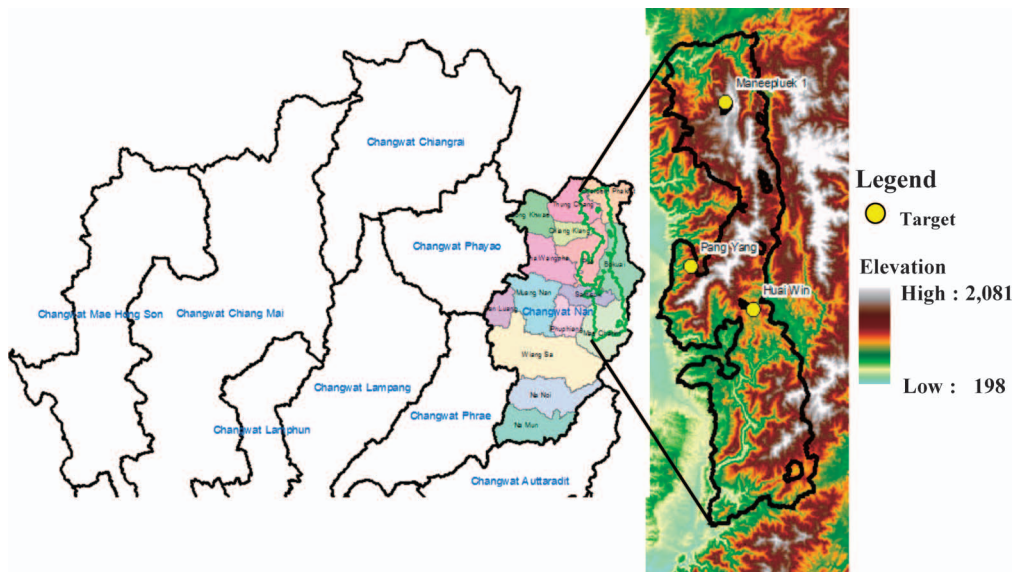 Changwat Chiangrai
Changwat Phayao
Changwat Mae Hong Son
Changwat Chiang Mai
Changwat Lampang
Changwat Lamphun
Changwat Phrae
Changwat Auttaradit
Thung Chang
Chiang Klang
Bokuai
Muang Nan
Changwat Nan
Phuphiang
Wiang Sa
Na Noi
Na Mun
Maneepluek 1
Pang Yang
Huai Win
Legend
Target
Elevation
High : 2,081
Low : 198